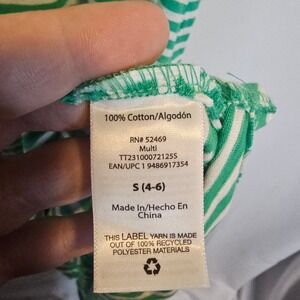 100% Cotton/Algodón
RN# 52469
Multi
TT23100072125S
EAN/UPC 1 9486917354
S (4-6)
Made In/Hecho En
China
THIS LABEL YARN IS MADE
OUT OF 100% RECYCLED
POLYESTER MATERIALS